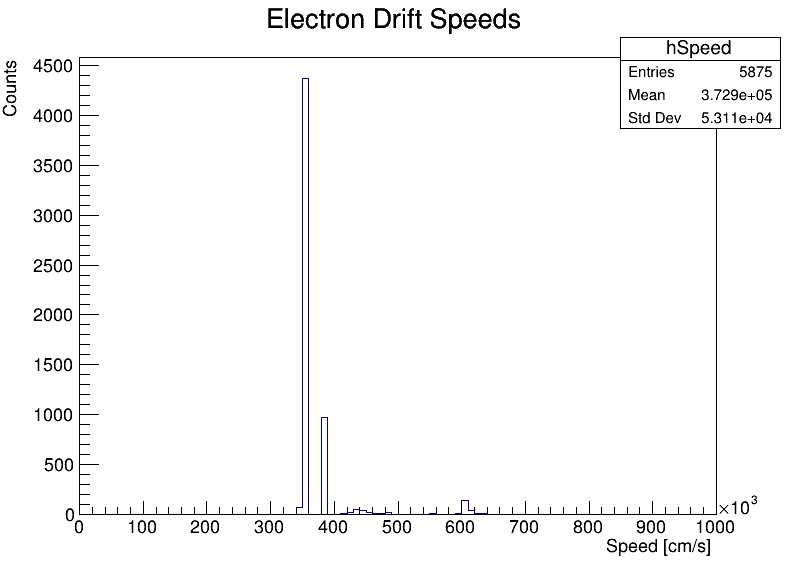 Electron Drift Speeds
hSpeed
Entries 5875
Mean 3.729e+05
Std Dev 5.311e+04
Counts
4500
4000
3500
3000
2500
2000
1500
1000
500
0
0 100 200 300 400 500 600 700 800 900 1000
×10³
Speed [cm/s]